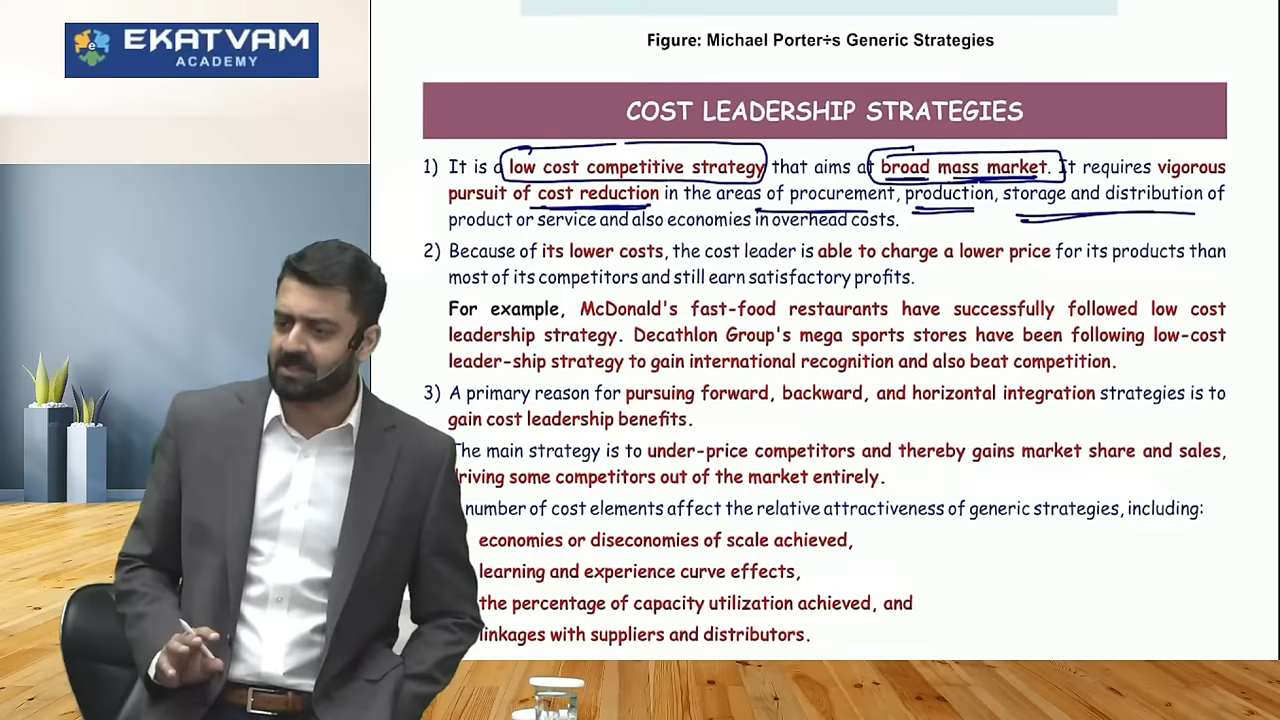 EKATVAM
ACADEMY
Figure: Michael Porter÷s Generic Strategies
COST LEADERSHIP STRATEGIES
1) It is a low cost competitive strategy that aims at broad mass market. It requires vigorous
pursuit of cost reduction in the areas of procurement, production, storage and distribution of
product or service and also economies in overhead costs.
2) Because of its lower costs, the cost leader is able to charge a lower price for its products than
most of its competitors and still earn satisfactory profits.
For example, McDonald's fast-food restaurants have successfully followed low cost
leadership strategy. Decathlon Group's mega sports stores have been following low-cost
leader-ship strategy to gain international recognition and also beat competition.
3) A primary reason for pursuing forward, backward, and horizontal integration strategies is to
gain cost leadership benefits.
The main strategy is to under-price competitors and thereby gains market share and sales,
driving some competitors out of the market entirely.
number of cost elements affect the relative attractiveness of generic strategies, including:
economies or diseconomies of scale achieved,
learning and experience curve effects,
the percentage of capacity utilization achieved, and
linkages with suppliers and distributors.